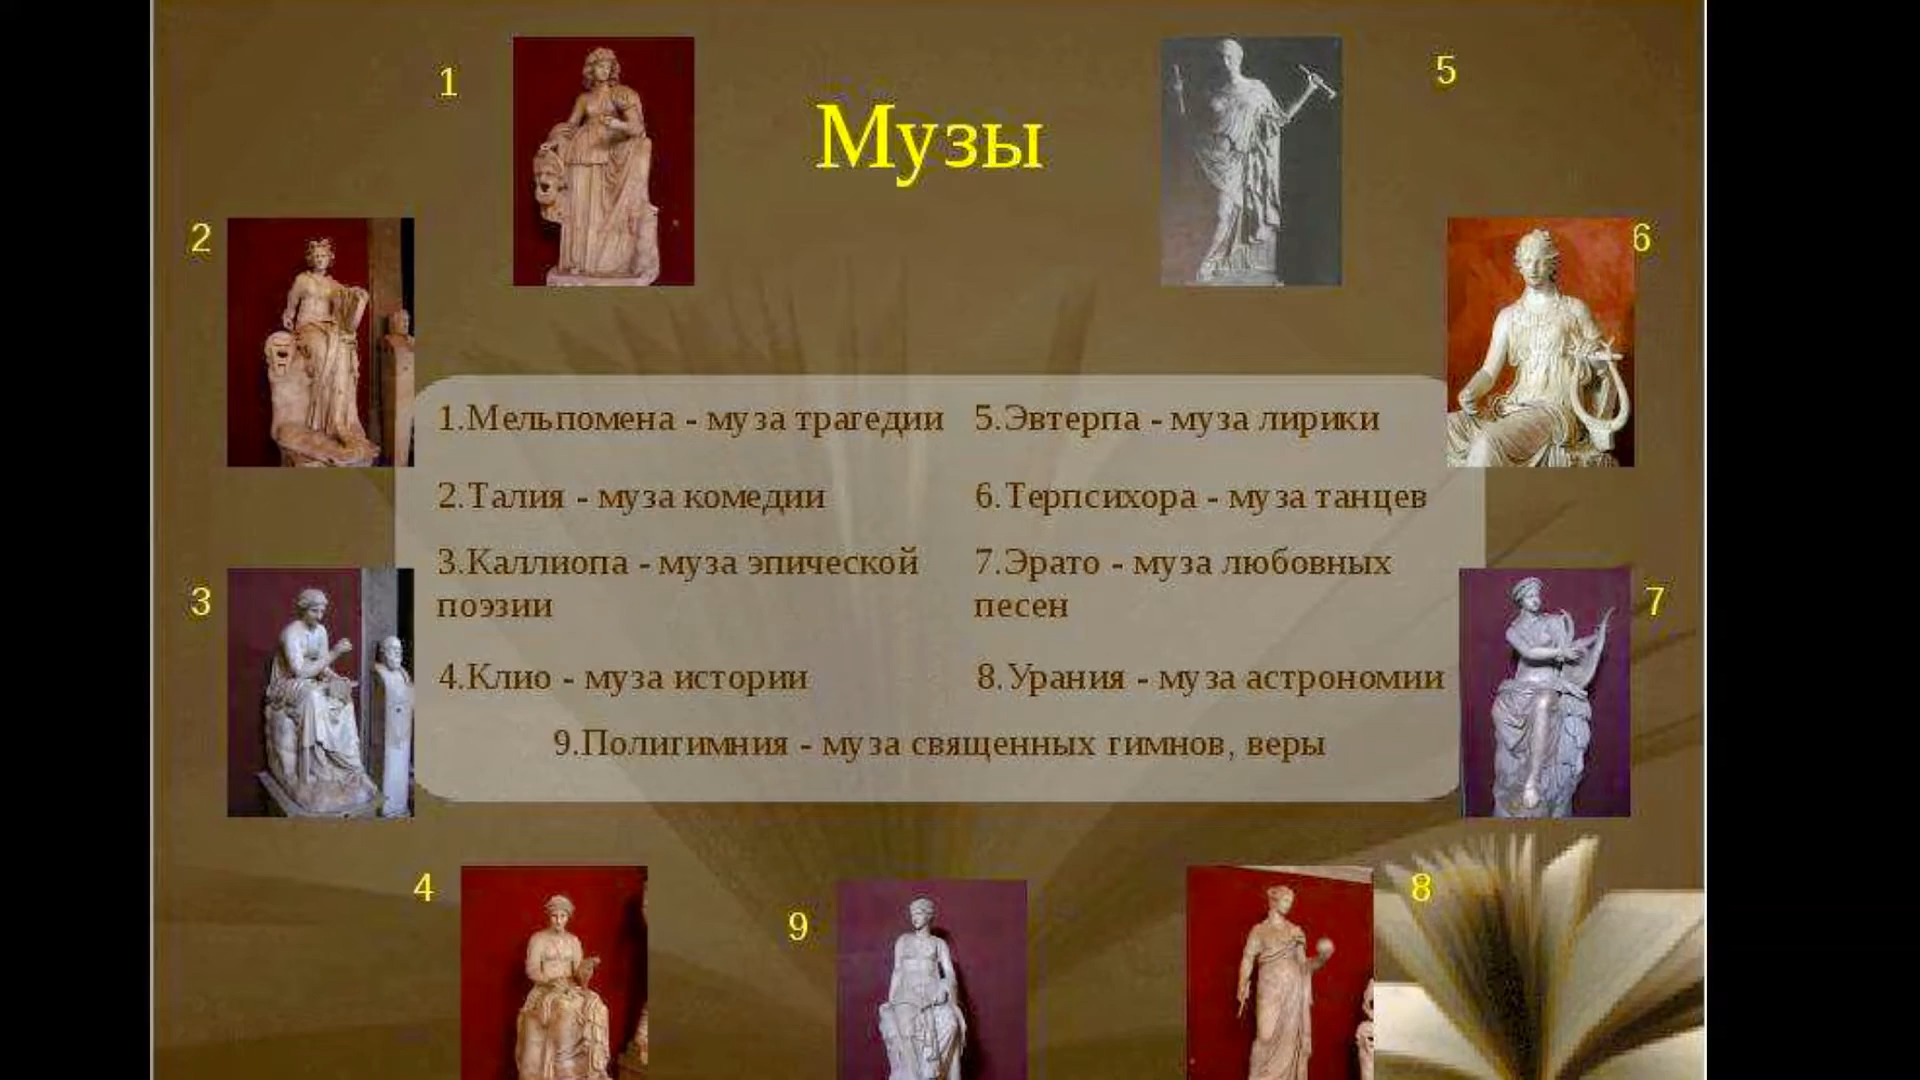 1
Музы
5
2
6
1.Мельпомена - муза трагедии
5.Эвтерпа - муза лирики
2.Талия - муза комедии
6.Терпсихора - муза танцев
3.Каллиопа - муза эпической
поэзии
7.Эрато - муза любовных
песен
3
7
4.Клио - муза истории
8.Урания - муза астрономии
9.Полигимния - муза священных гимнов, веры
4
9
8